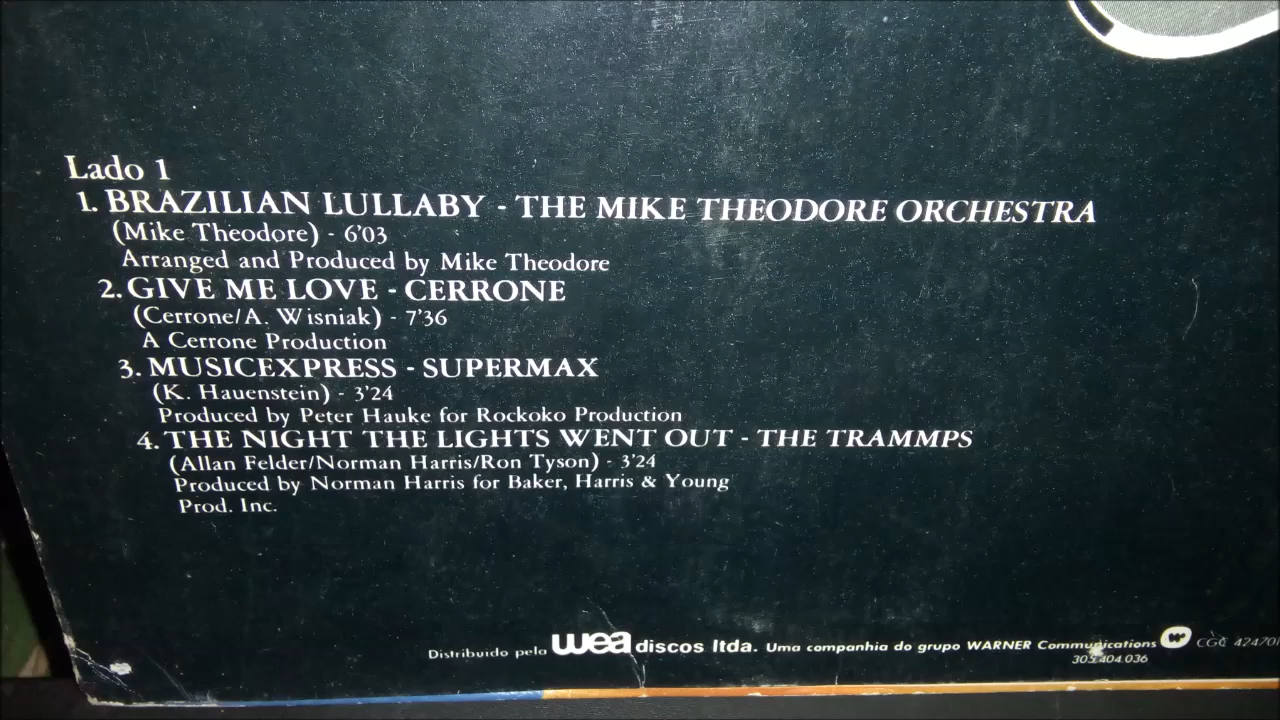 Lado 1
1. BRAZILIAN LULLABY - THE MIKE THEODORE ORCHESTRA
(Mike Theodore) - 6'03
Arranged and Produced by Mike Theodore
2. GIVE ME LOVE - CERRONE
(Cerrone/A. Wisniak) - 7'36
A Cerrone Production
3. MUSICEXPRESS - SUPERMAX
(K. Hauenstein) - 3'24
Produced by Peter Hauke for Rockoko Production
4. THE NIGHT THE LIGHTS WENT OUT - THE TRAMMPS
(Allan Felder/Norman Harris/Ron Tyson) - 3'24
Produced by Norman Harris for Baker, Harris & Young
Prod. Inc.
Distribuido pela wea discos ltda. Uma companhia do grupo WARNER Communications CGC
305.404.036